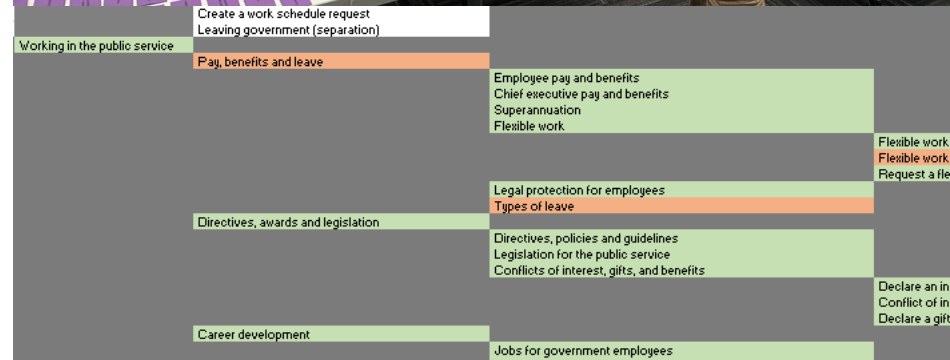 Create a work schedule request
Leaving government (separation)
Working in the public service
Pay, benefits and leave
Employee pay and benefits
Chief executive pay and benefits
Superannuation
Flexible work
Flexible work
Flexible work
Request a fle
Legal protection for employees
Types of leave
Directives, awards and legislation
Directives, policies and guidelines
Legislation for the public service
Conflicts of interest, gifts, and benefits
Declare an in
Conflict of in
Declare a gift
Career development
Jobs for government employees